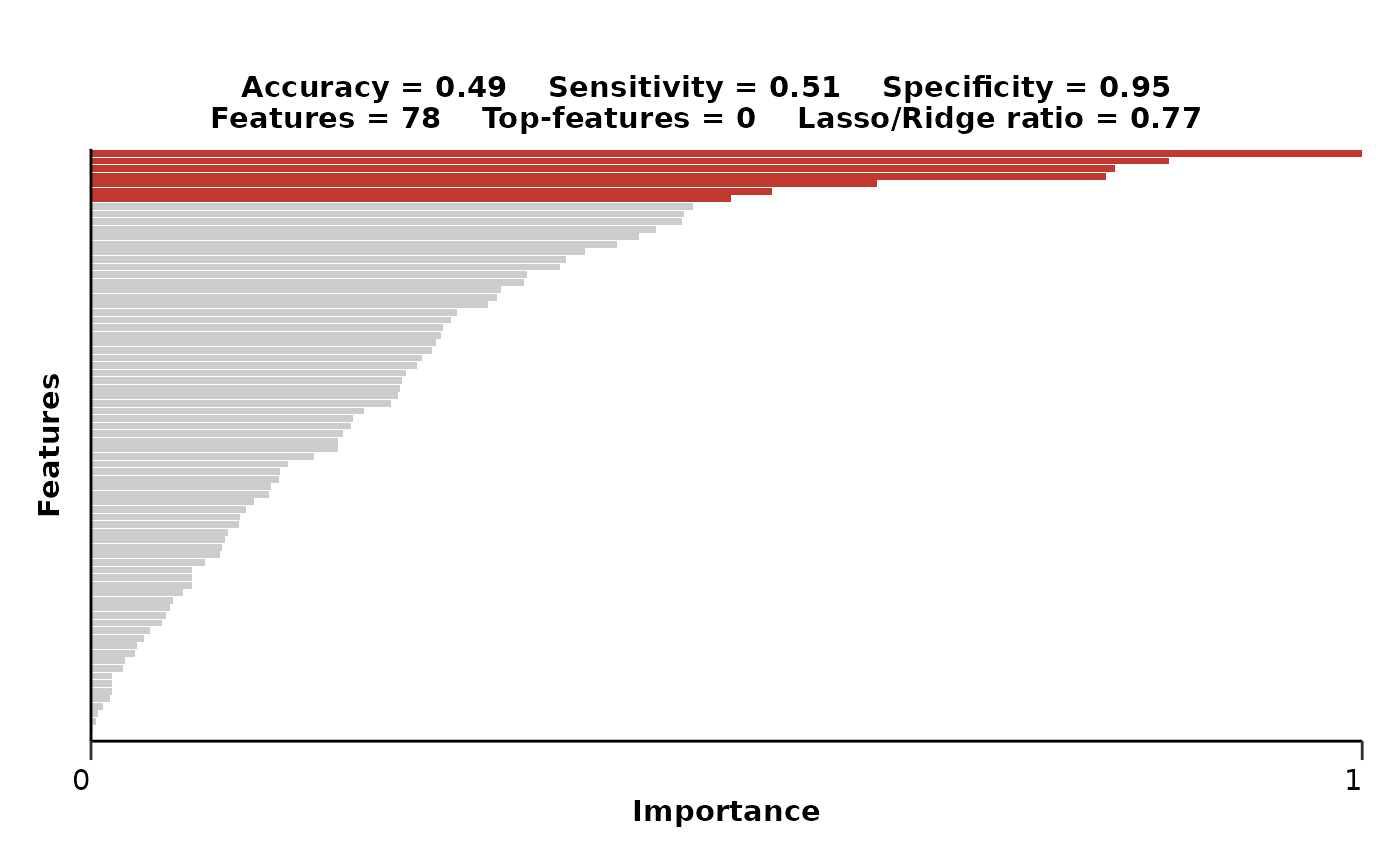 Accuracy = 0.49 Sensitivity = 0.51 Specificity = 0.95
Features = 78 Top-features = 0 Lasso/Ridge ratio = 0.77
Features
0 1
Importance